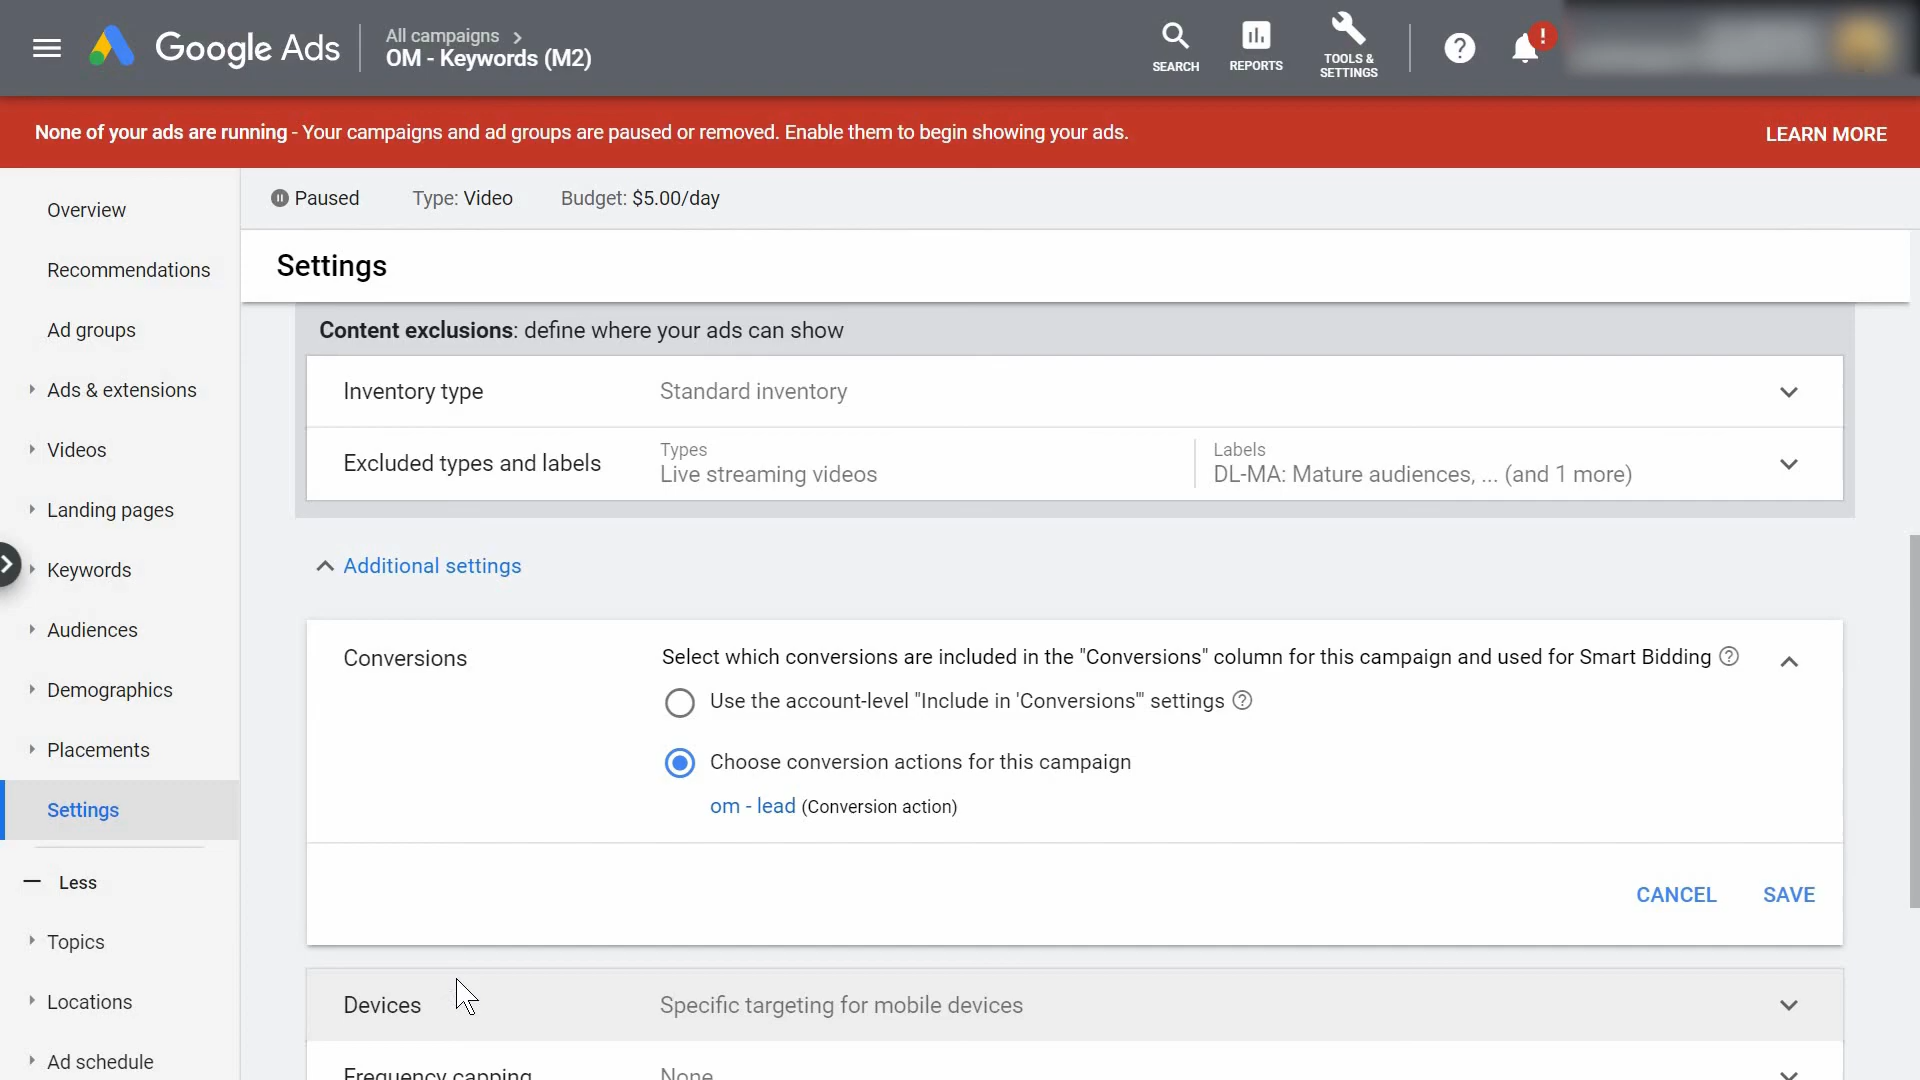 Google Ads
All campaigns >
OM - Keywords (M2)
SEARCH
REPORTS
TOOLS &
SETTINGS
None of your ads are running - Your campaigns and ad groups are paused or removed. Enable them to begin showing your ads.
LEARN MORE
Overview
Recommendations
Ad groups
Ads & extensions
Videos
Landing pages
Keywords
Audiences
Demographics
Placements
Settings
Less
Topics
Locations
Ad schedule
Paused
Type: Video
Budget: $5.00/day
Settings
Content exclusions: define where your ads can show
Inventory type
Standard inventory
Excluded types and labels
Types
Live streaming videos
Labels
DL-MA: Mature audiences, ... (and 1 more)
Additional settings
Conversions
Select which conversions are included in the "Conversions" column for this campaign and used for Smart Bidding
Use the account-level "Include in 'Conversions'" settings
Choose conversion actions for this campaign
om - lead (Conversion action)
CANCEL
SAVE
Devices
Specific targeting for mobile devices
Frequency capping
None